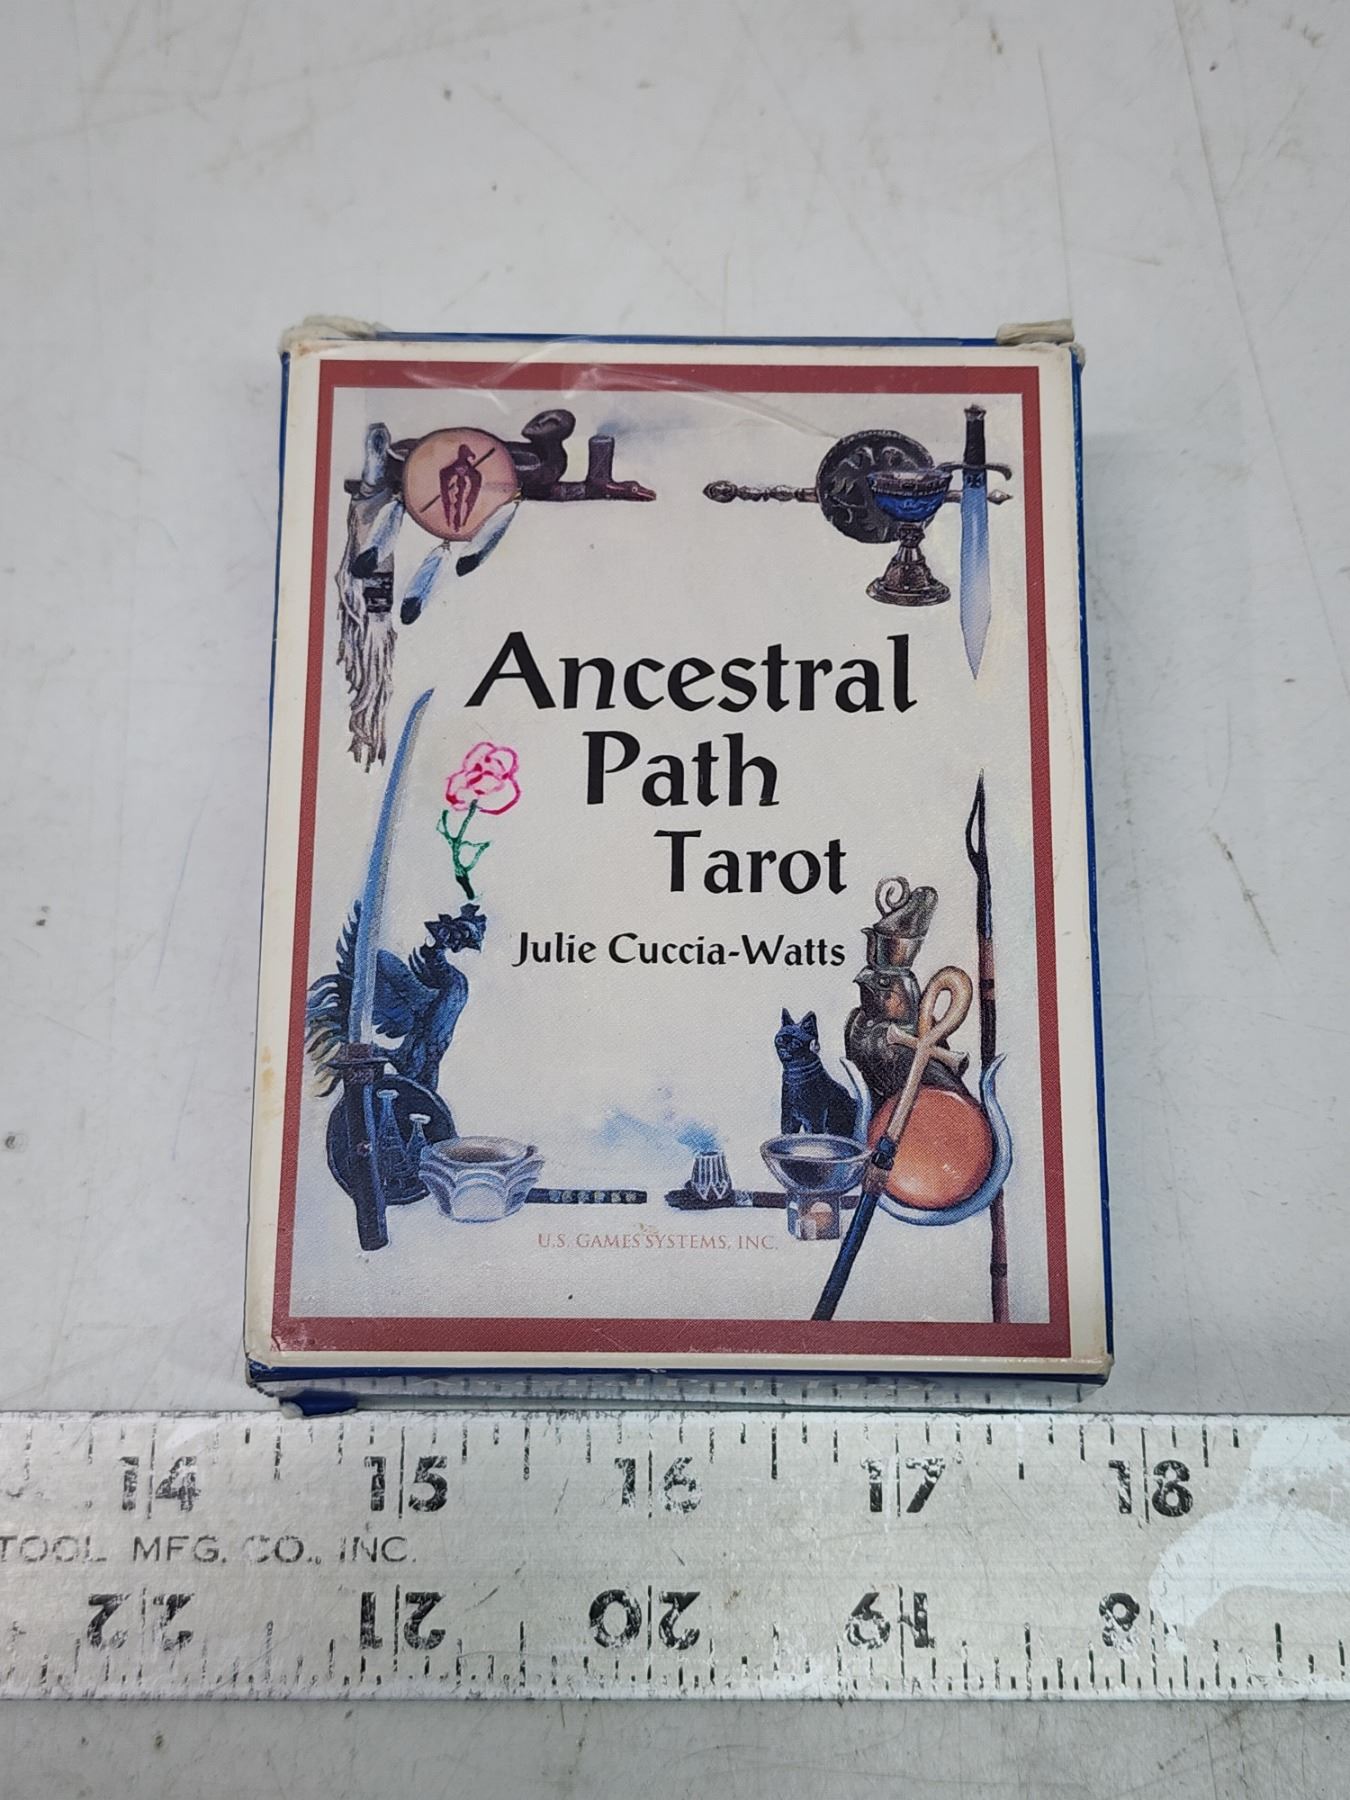 Ancestral
Path
Tarot
Julie Cuccia-Watts
U.S. GAMES SYSTEMS, INC.
14 15 16 17 18
TOOL MFG. CO., INC.
22 21 20 19